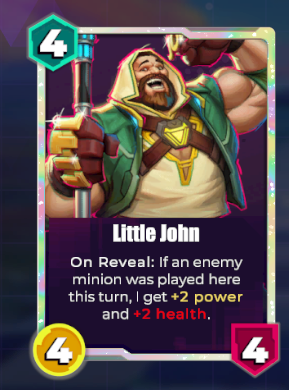 4
Little John
On Reveal: If an enemy
minion was played here
this turn, I get +2 power
and +2 health.
4
4